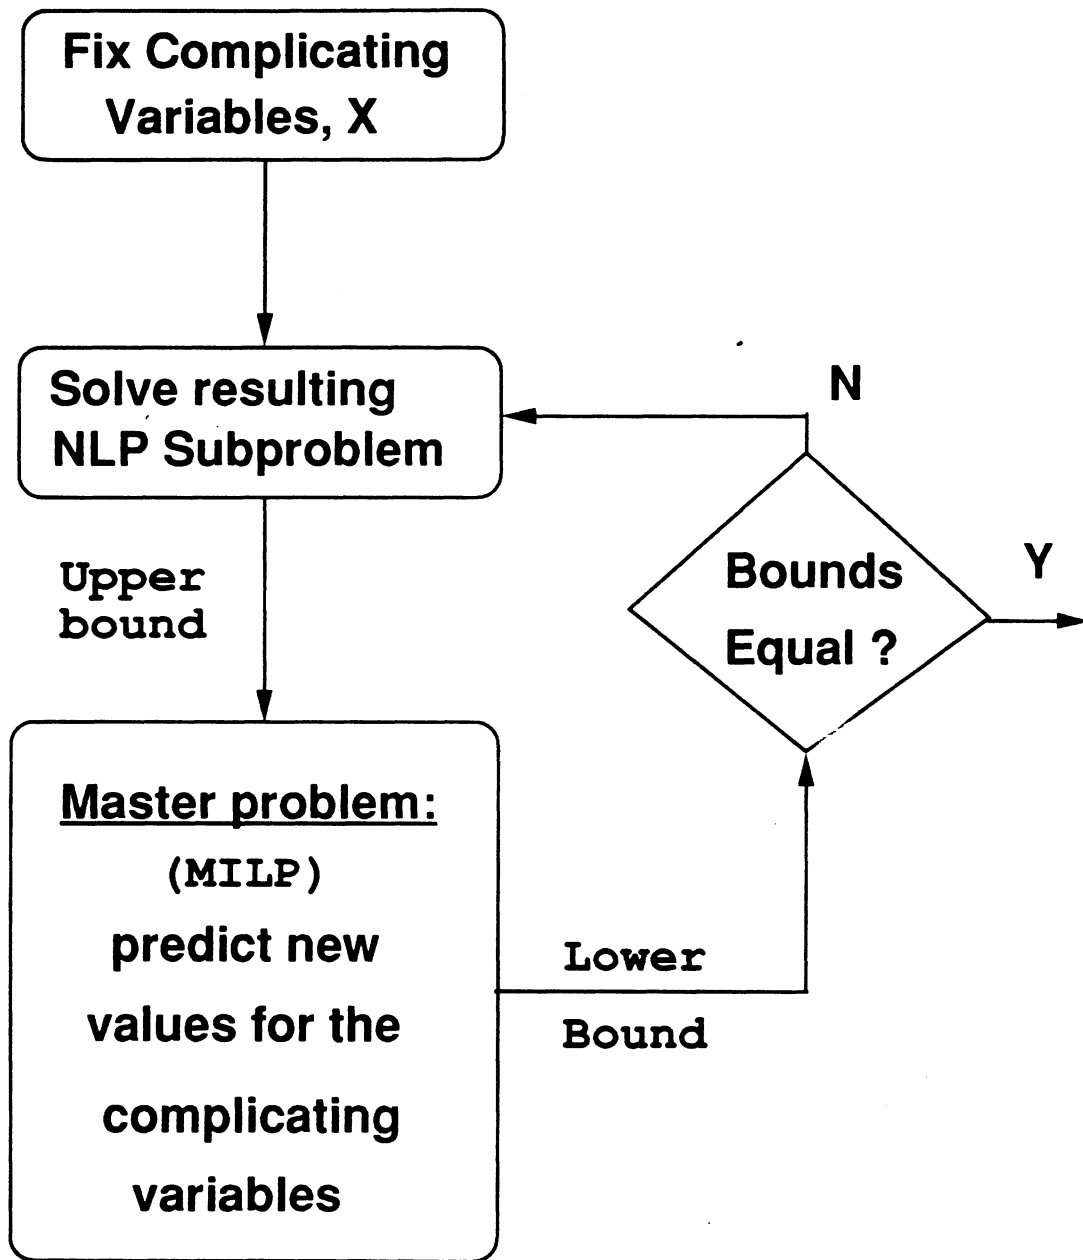 Fix Complicating
Variables, X
Solve resulting
NLP Subproblem
N
Upper
bound
Bounds
Equal ?
Y
Master problem:
(MILP)
predict new
values for the
complicating
variables
Lower
Bound